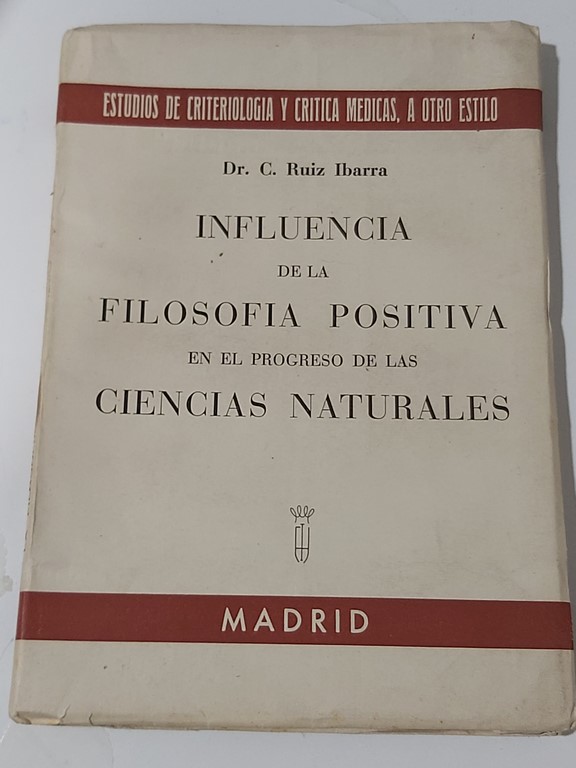 ESTUDIOS DE CRITERIOLOGIA Y CRITICA MEDICAS, A OTRO ESTILO
Dr. C. Ruiz Ibarra
INFLUENCIA
DE LA
FILOSOFIA POSITIVA
EN EL PROGRESO DE LAS
CIENCIAS NATURALES
MADRID